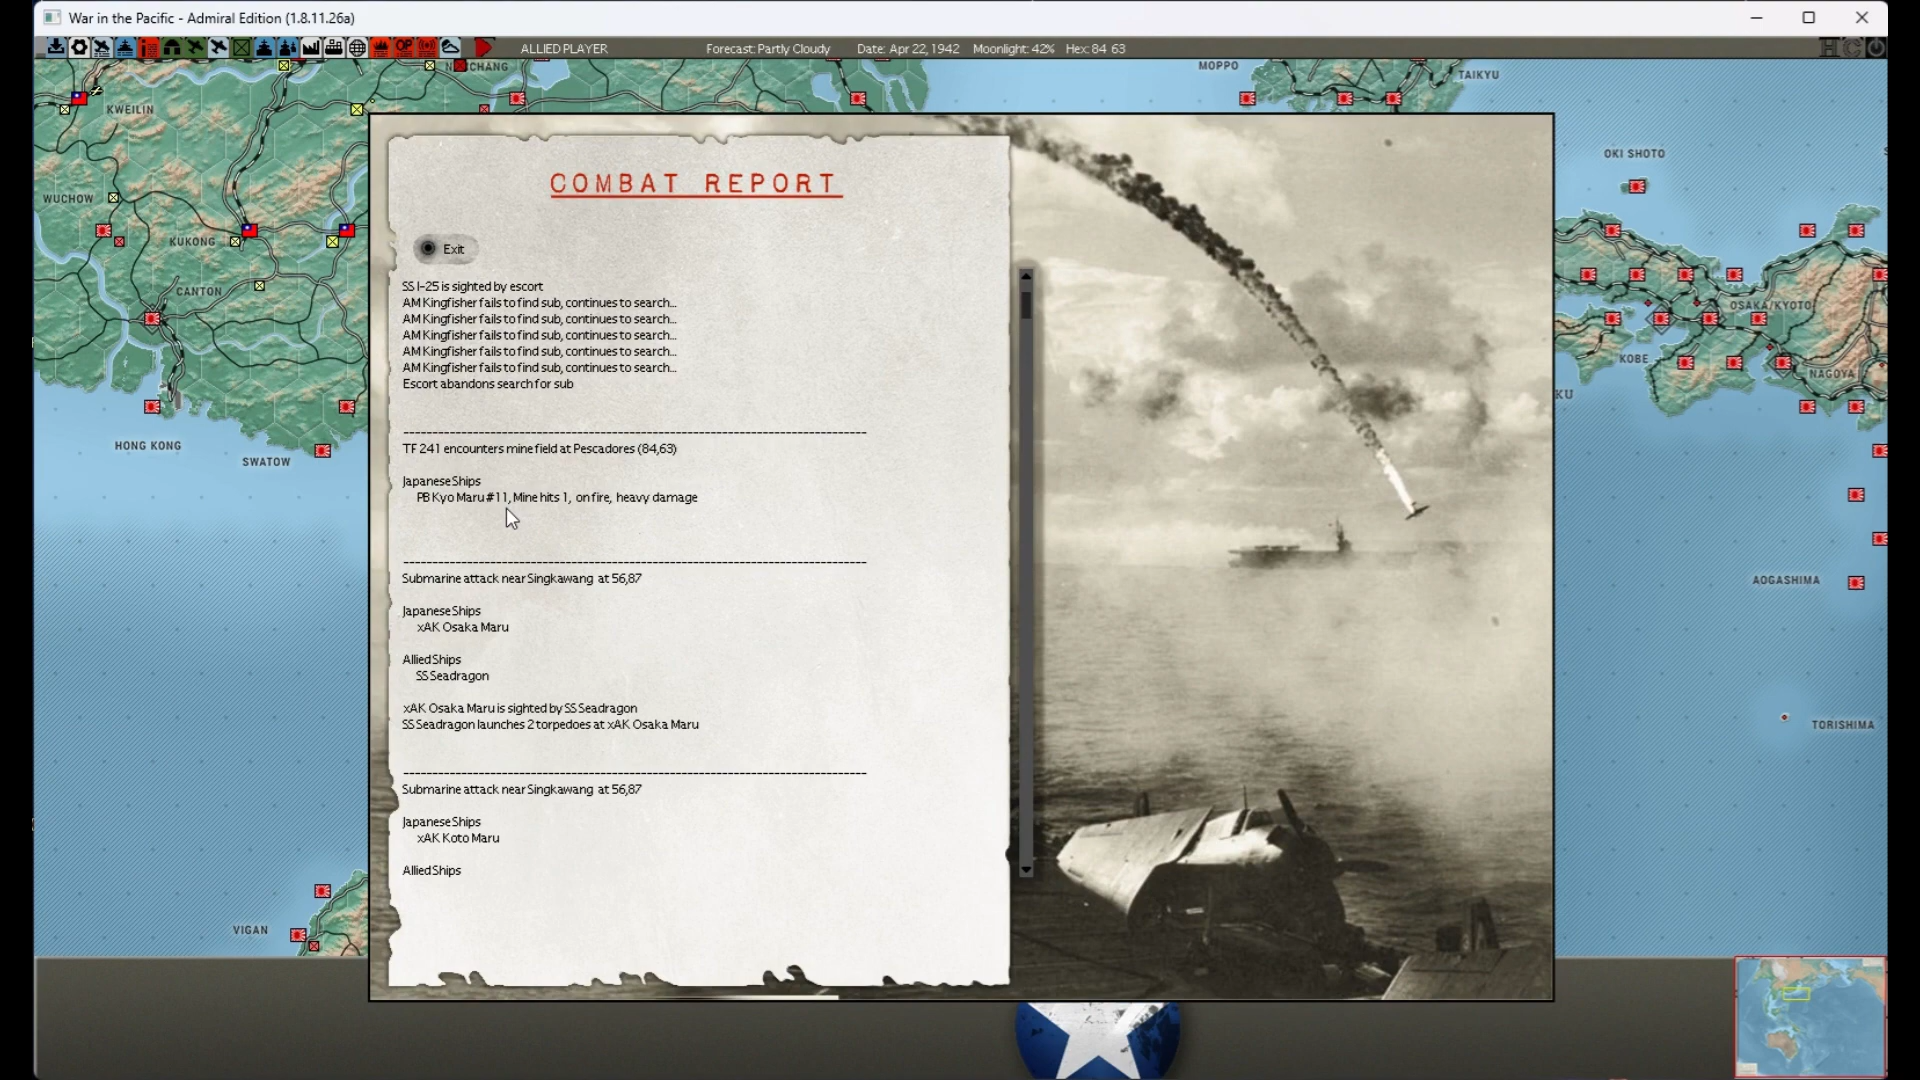 War in the Pacific - Admiral Edition (1.8.11.26a)
OP
ALLIED PLAYER
Forecast: Partly Cloudy
Date: Apr 22, 1942
Moonlight: 42%
Hex: 84 63
H C
MOPPO
TAIKYU
KWEILIN
OKI SHOTO
WUCHOW
KUKONG
CANTON
OSAKA/KYOTO
KOBE
NAGOYA
HONG KONG
SWATOW
AOGASHIMA
TORISHIMA
VIGAN
COMBAT REPORT
Exit
SS I-25 is sighted by escort
AM Kingfisher fails to find sub, continues to search...
AM Kingfisher fails to find sub, continues to search...
AM Kingfisher fails to find sub, continues to search...
AM Kingfisher fails to find sub, continues to search...
AM Kingfisher fails to find sub, continues to search...
Escort abandons search for sub
TF 241 encounters mine field at Pescadores (84,63)
Japanese Ships
PB Kyo Maru #11, Mine hits 1, on fire, heavy damage
Submarine attack near Singkawang at 56,87
Japanese Ships
xAK Osaka Maru
Allied Ships
SS Seadragon
xAK Osaka Maru is sighted by SS Seadragon
SS Seadragon launches 2 torpedoes at xAK Osaka Maru
Submarine attack near Singkawang at 56,87
Japanese Ships
xAK Koto Maru
Allied Ships